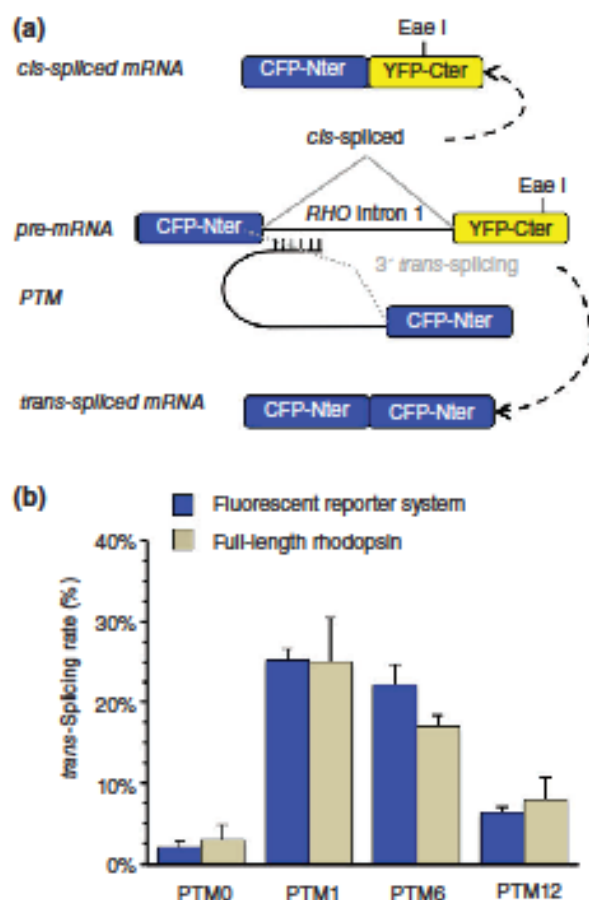 (a)
Eae I
cis-spliced mRNA
CFP-Nter YFP-Cter
cis-spliced
Eae I
RHO Intron 1
pre-mRNA CFP-Nter YFP-Cter
3' trans-splicing
PTM
CFP-Nter
trans-spliced mRNA
CFP-Nter CFP-Nter
(b)
Fluorescent reporter system
Full-length rhodopsin
40%
30%
20%
10%
0%
trans-Splicing rate (%)
PTM0 PTM1 PTM6 PTM12